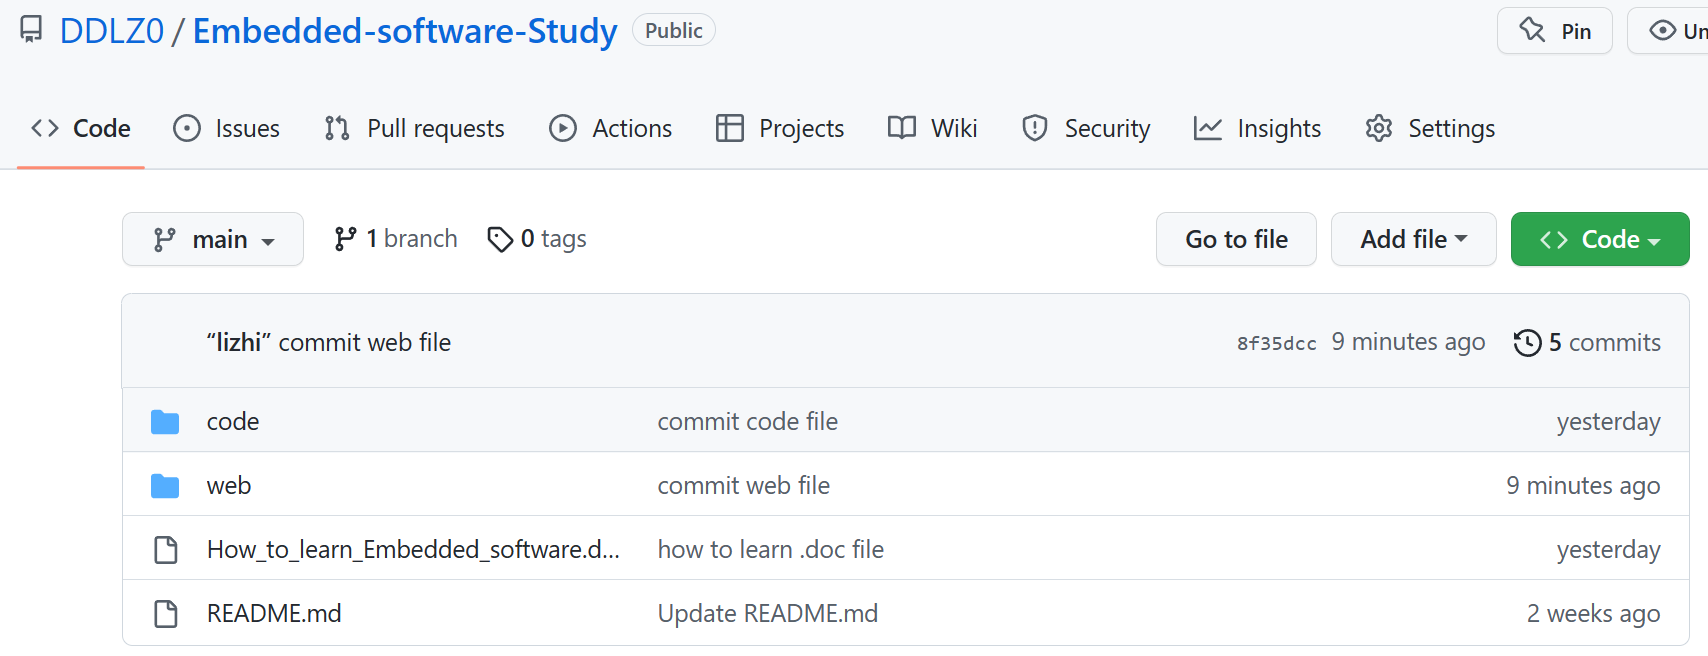 DDLZ0 / Embedded-software-Study Public Pin Un
Code Issues Pull requests Actions Projects Wiki Security Insights Settings
main 1 branch 0 tags Go to file Add file Code
“lizhi” commit web file 8f35dcc 9 minutes ago 5 commits
code commit code file yesterday
web commit web file 9 minutes ago
How_to_learn_Embedded_software.d... how to learn .doc file yesterday
README.md Update README.md 2 weeks ago